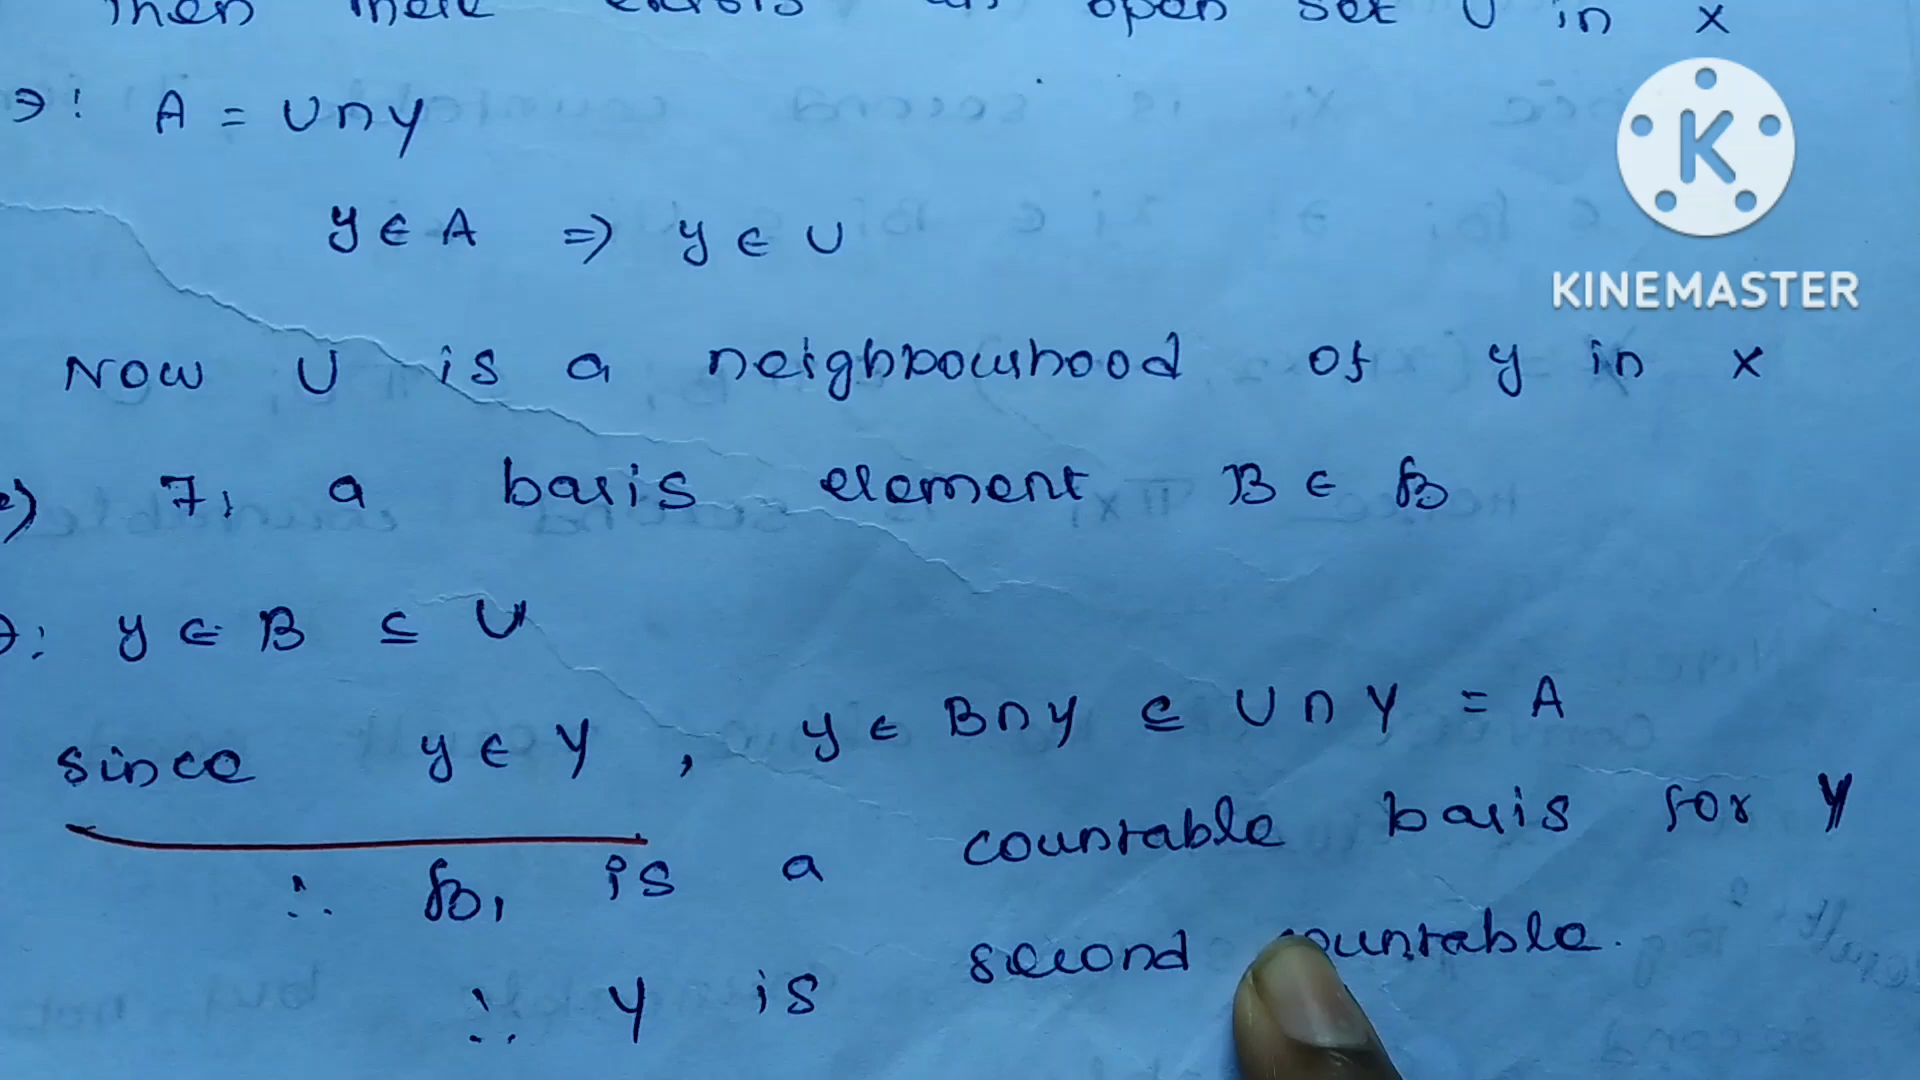 Then there exists an open set U in X
∋: A = U∩Y
y ∈ A ⇒ y ∈ U
Now U is a neighbourhood of y in X
∃, a basis element B ∈ ℬ
∋: y ∈ B ⊆ U
since y ∈ Y, y ∈ B∩Y ⊆ U∩Y = A
∴ ℬ₁ is a countable basis for Y
∴ Y is second countable.
KINEMASTER